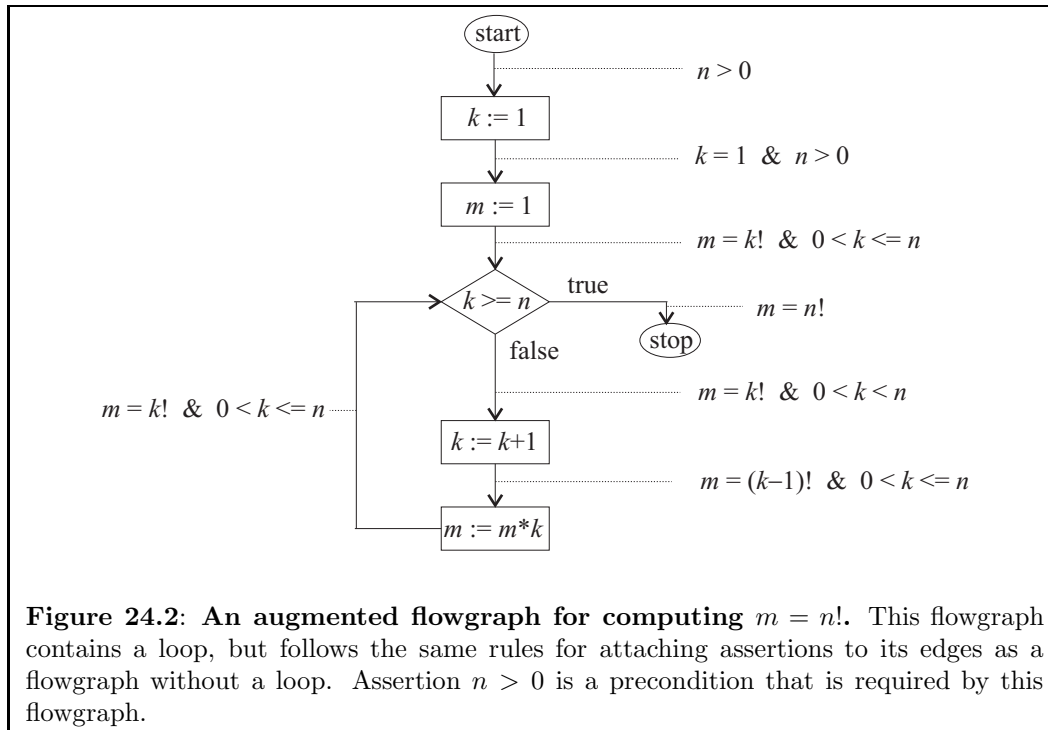 start
n > 0
k := 1
k = 1 & n > 0
m := 1
m = k! & 0 < k <= n
k >= n
true
m = n!
stop
false
m = k! & 0 < k < n
m = k! & 0 < k <= n
k := k+1
m = (k–1)! & 0 < k <= n
m := m*k
Figure 24.2: An augmented flowgraph for computing m = n!. This flowgraph
contains a loop, but follows the same rules for attaching assertions to its edges as a
flowgraph without a loop. Assertion n > 0 is a precondition that is required by this
flowgraph.